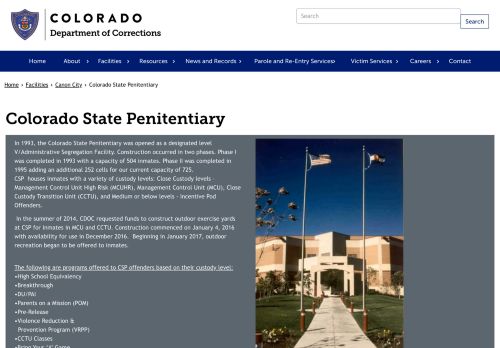 COLORADO
Department of Corrections
Search
Search
Home
About
Facilities
Resources
News and Records
Parole and Re-Entry Services
Victim Services
Careers
Contact
Home › Facilities › Canon City › Colorado State Penitentiary
Colorado State Penitentiary
In 1993, the Colorado State Penitentiary was opened as a designated level
V/Administrative Segregation Facility. Construction occurred in two phases. Phase I
was completed in 1993 with a capacity of 504 inmates. Phase II was completed in
1995 adding an additional 252 cells for our current capacity of 725.
CSP  houses inmates with a variety of custody levels: Close Custody levels -
Management Control Unit High Risk (MCUHR), Management Control Unit (MCU), Close
Custody Transition Unit (CCTU), and Medium or below levels - Incentive Pod
Offenders.
In the summer of 2014, CDOC requested funds to construct outdoor exercise yards
at CSP for inmates in MCU and CCTU. Construction commenced on January 4, 2016
with availability for use in December 2016.  Beginning in January 2017, outdoor
recreation began to be offered to inmates.
The following are programs offered to CSP offenders based on their custody level:
•High School Equivalency
•Breakthrough
•DU/PAI
•Parents on a Mission (POM)
•Pre-Release
•Violence Reduction &
Prevention Program (VRPP)
•CCTU Classes
•Bring Your 'A' Game